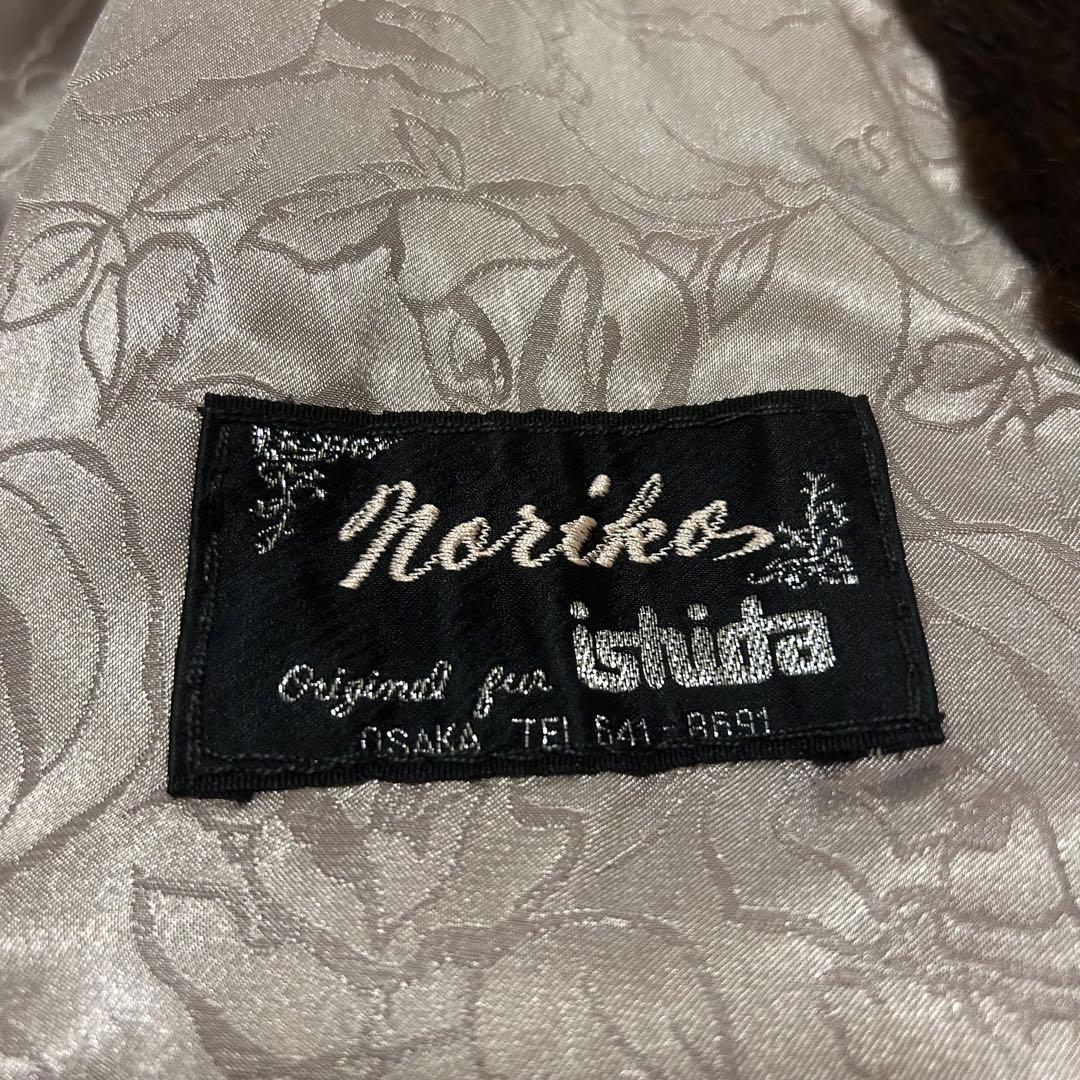 Noriko
ishida
Original fur
OSAKA TEL 641-8691